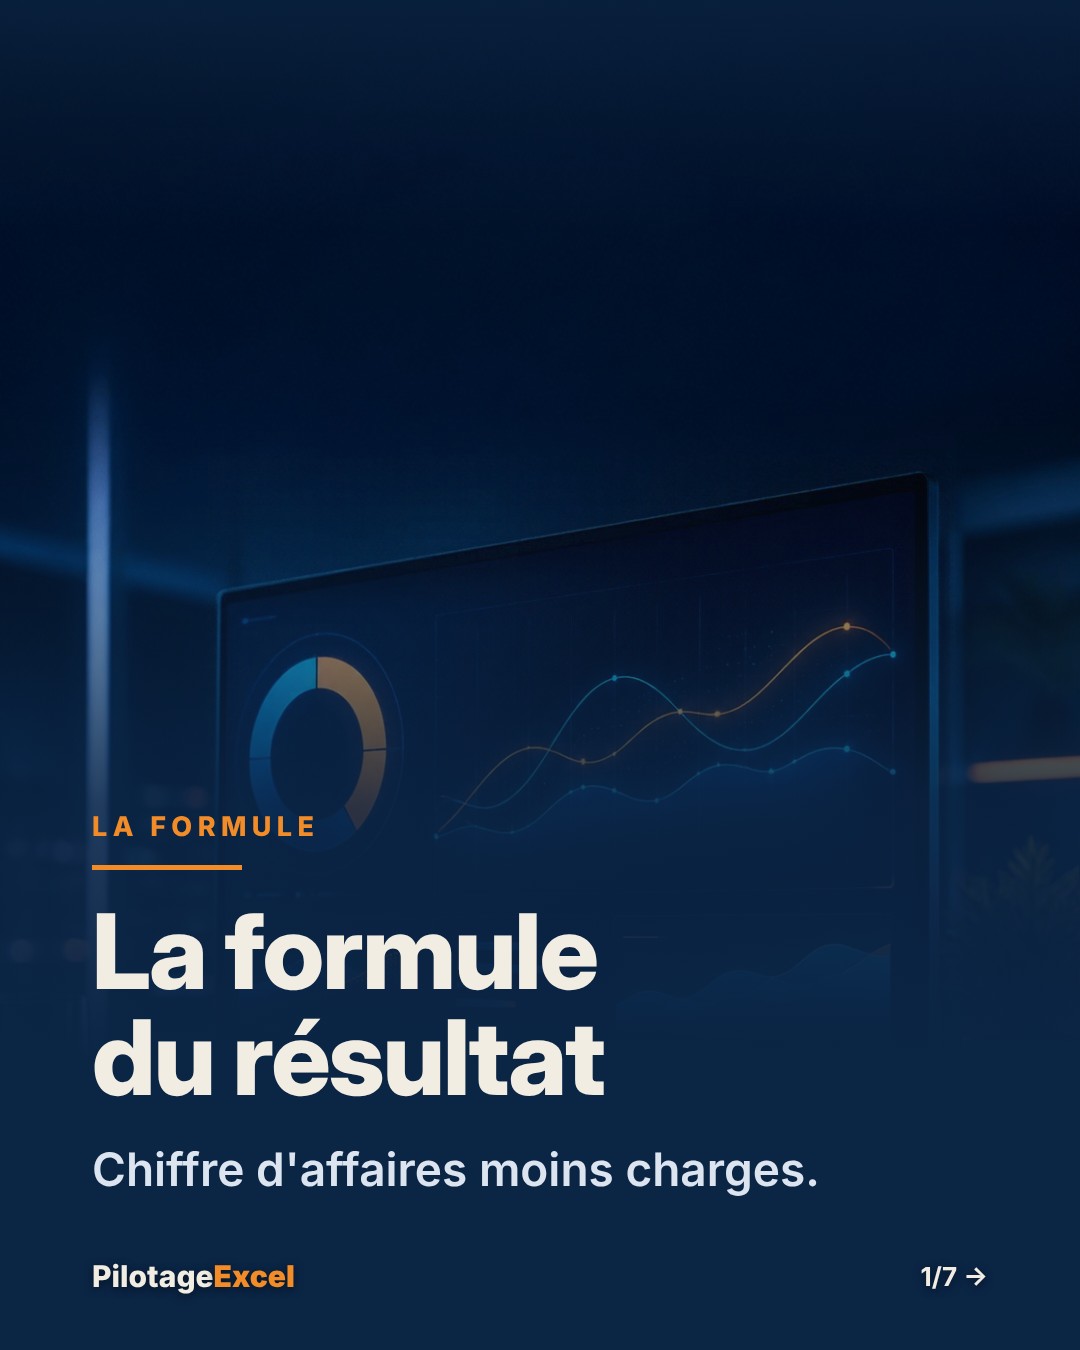 LA FORMULE
La formule
du résultat
Chiffre d'affaires moins charges.
PilotageExcel
1/7 →